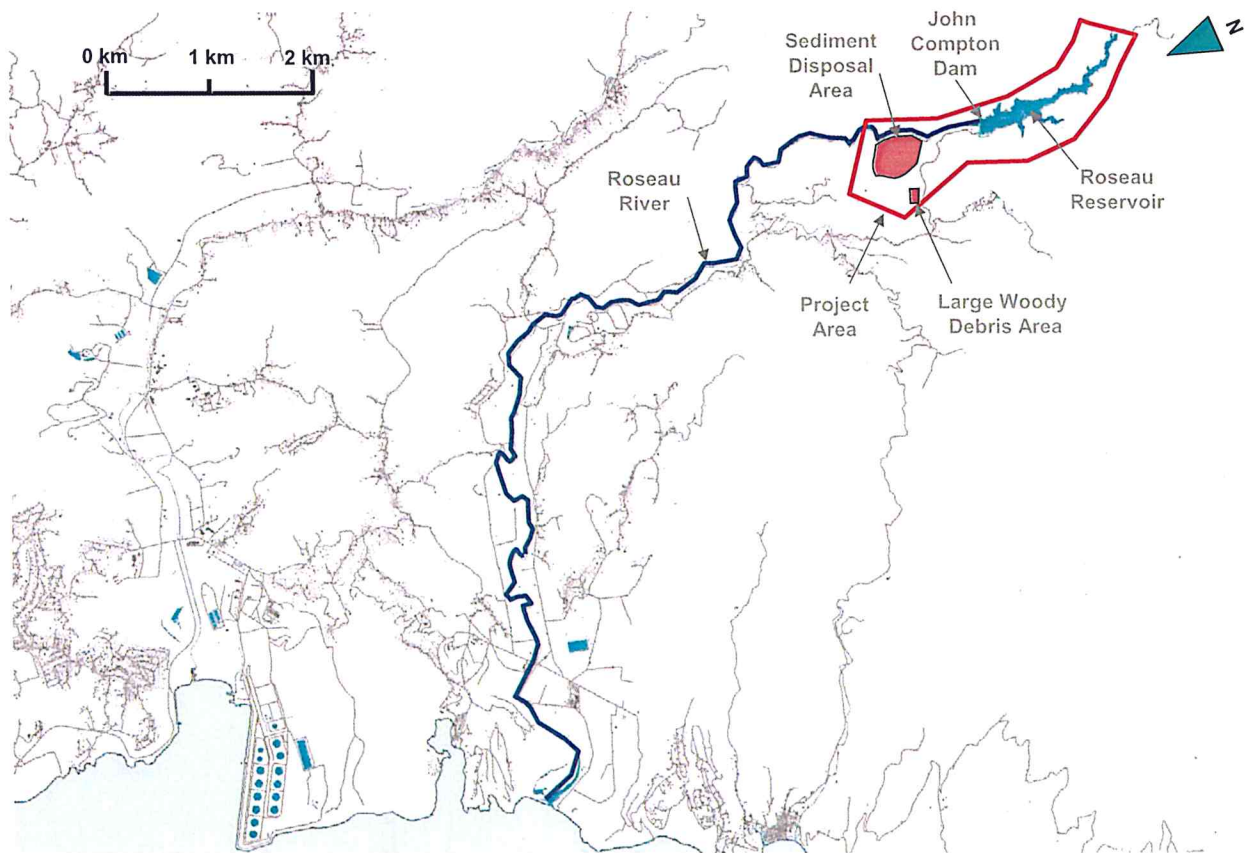 0 km 1 km 2 km
Sediment
Disposal
Area
John
Compton
Dam
N
Roseau
River
Roseau
Reservoir
Project
Area
Large Woody
Debris Area